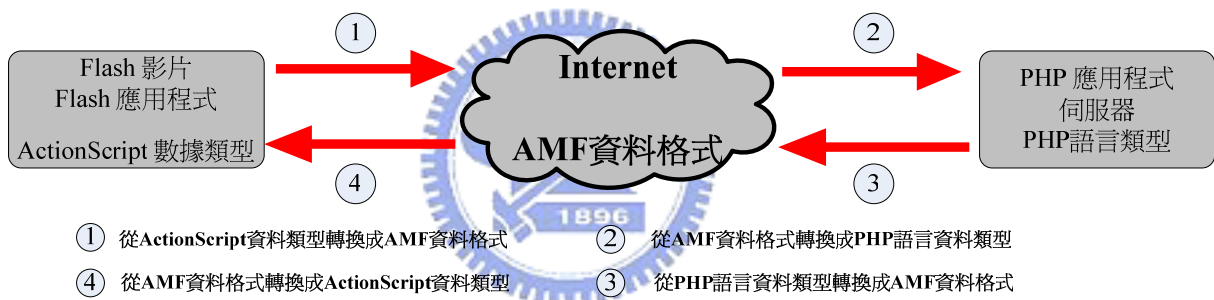 ①
②
Flash 影片
Flash 應用程式
ActionScript 數據類型
Internet
AMF資料格式
PHP 應用程式
伺服器
PHP語言類型
④
③
1896
① 從ActionScript資料類型轉換成AMF資料格式
② 從AMF資料格式轉換成PHP語言資料類型
④ 從AMF資料格式轉換成ActionScript資料類型
③ 從PHP語言資料類型轉換成AMF資料格式